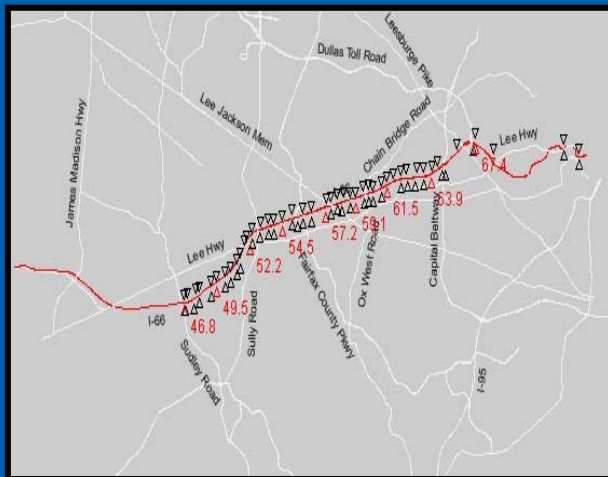 Leesburge Pike
Dullas Toll Road
Lee Jackson Mem
Chain Bridge Road
James Madison Hwy
Lee Hwy
67.4
63.9
61.5
59.1
57.2
54.5
Lee Hwy
52.2
49.5
46.8
I-66
Sudley Road
Sully Road
Fairfax County Pkwy
Ox West Road
Capital Beltway
I-95